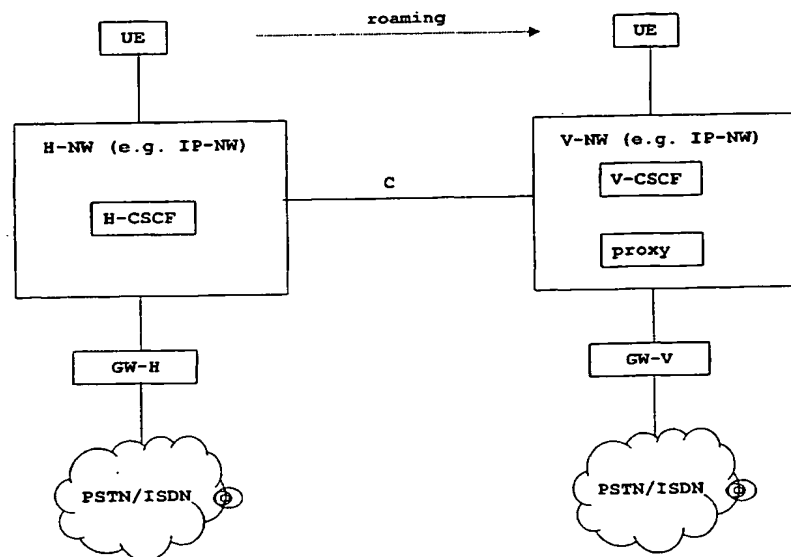 roaming
UE
UE
H-NW (e.g. IP-NW)
V-NW (e.g. IP-NW)
V-CSCF
C
H-CSCF
proxy
GW-H
GW-V
PSTN/ISDN
PSTN/ISDN